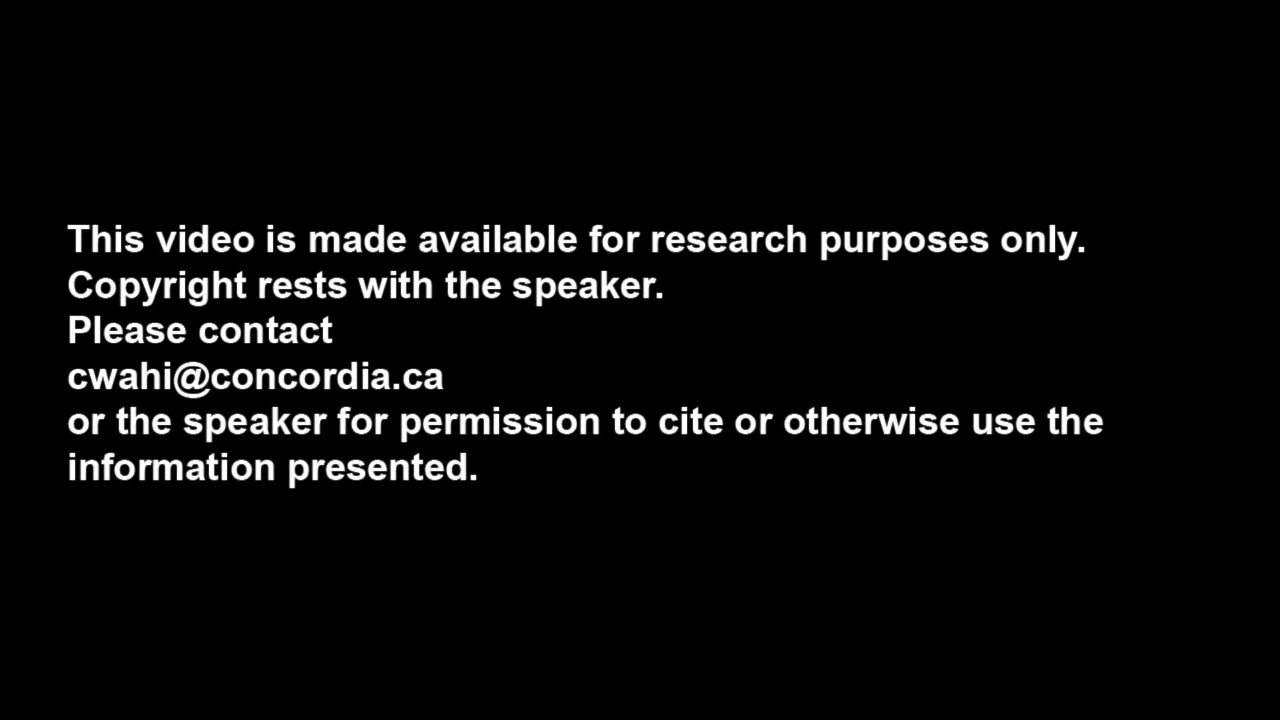 This video is made available for research purposes only.
Copyright rests with the speaker.
Please contact
cwahi@concordia.ca
or the speaker for permission to cite or otherwise use the
information presented.